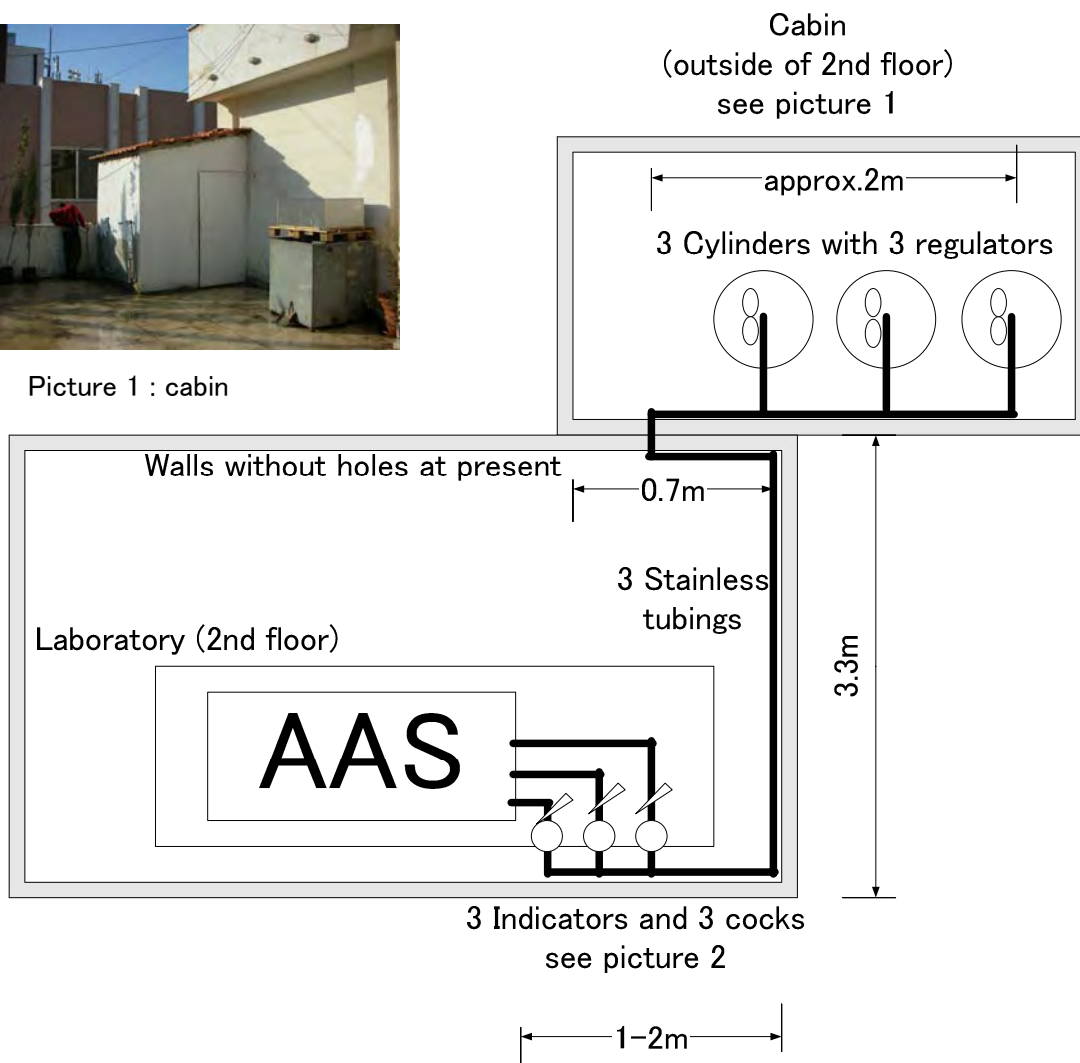 Cabin
(outside of 2nd floor)
see picture 1
approx.2m
3 Cylinders with 3 regulators
Picture 1 : cabin
Walls without holes at present
0.7m
3 Stainless
tubings
Laboratory (2nd floor)
3.3m
AAS
3 Indicators and 3 cocks
see picture 2
1-2m